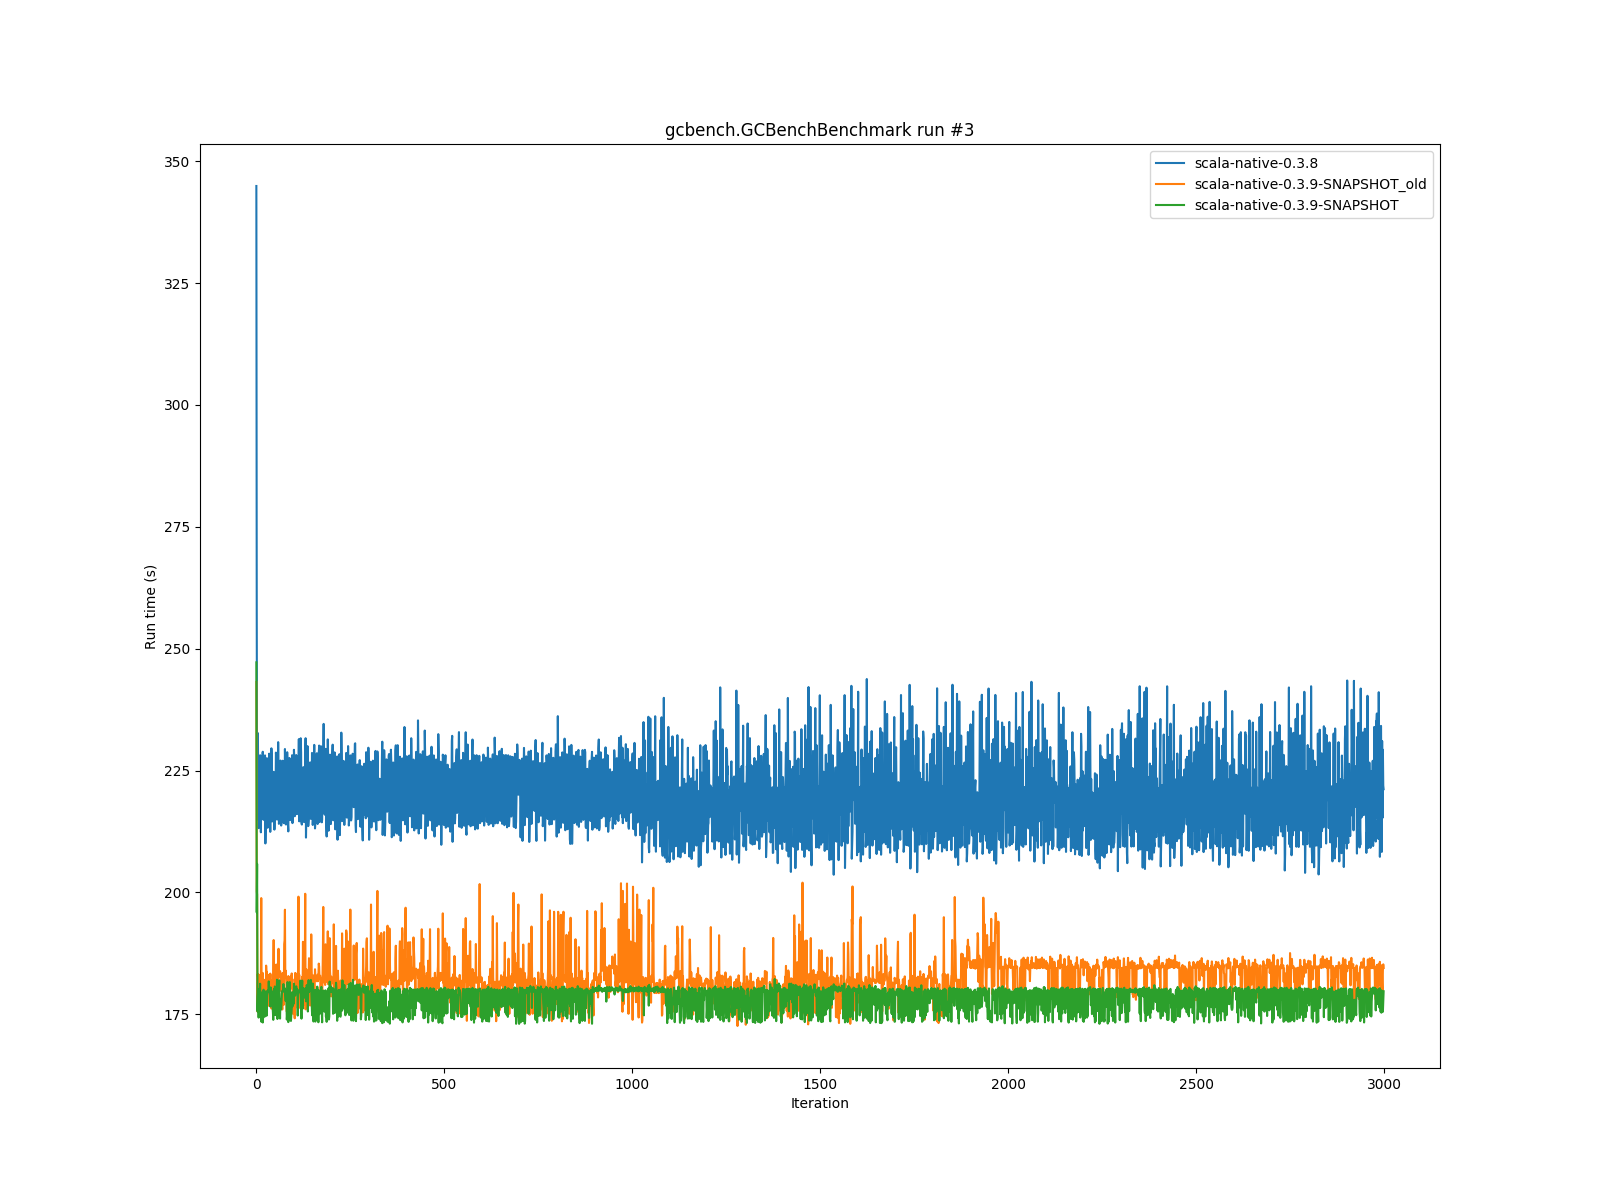 gcbench.GCBenchBenchmark run #3
scala-native-0.3.8
scala-native-0.3.9-SNAPSHOT_old
scala-native-0.3.9-SNAPSHOT
350
325
300
275
250
225
200
175
Run time (s)
0 500 1000 1500 2000 2500 3000
Iteration